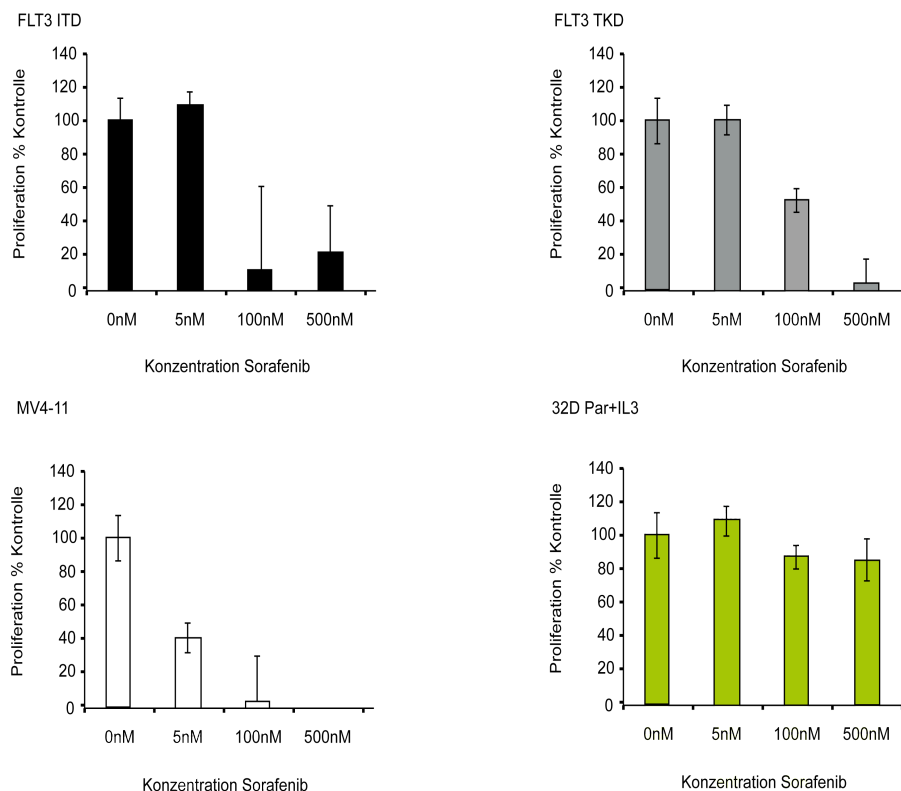 FLT3 ITD
Proliferation % Kontrolle
140
120
100
80
60
40
20
0
0nM 5nM 100nM 500nM
Konzentration Sorafenib
FLT3 TKD
Proliferation % Kontrolle
140
120
100
80
60
40
20
0
0nM 5nM 100nM 500nM
Konzentration Sorafenib
MV4-11
Proliferation % Kontrolle
140
120
100
80
60
40
20
0
0nM 5nM 100nM 500nM
Konzentration Sorafenib
32D Par+IL3
Proliferation % Kontrolle
140
120
100
80
60
40
20
0
0nM 5nM 100nM 500nM
Konzentration Sorafenib